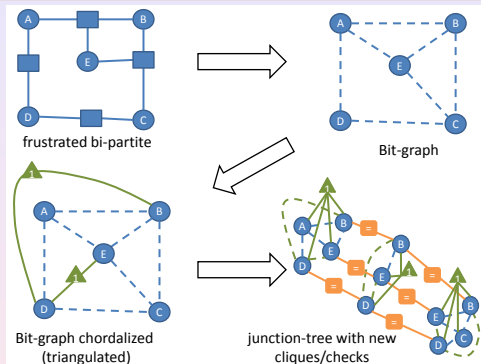 A
B
E
D
C
frustrated bi-partite
A
B
E
D
C
Bit-graph
1
A
B
E
1
D
C
Bit-graph chordalized
(triangulated)
1
A
B
=
B
E
=
=
D
E
1
=
1
=
B
D
=
E
C
D
junction-tree with new
cliques/checks